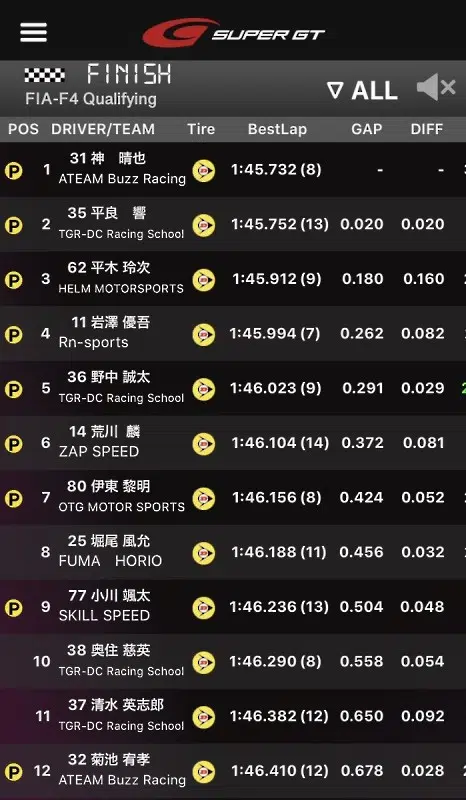 SUPER GT
FINISH
FIA-F4 Qualifying
▽ ALL
POS DRIVER/TEAM Tire BestLap GAP DIFF
P 1 31 神　晴也 1:45.732 (8) - -
ATEAM Buzz Racing
P 2 35 平良　響 1:45.752 (13) 0.020 0.020
TGR-DC Racing School
P 3 62 平木 玲次 1:45.912 (9) 0.180 0.160
HELM MOTORSPORTS
P 4 11 岩澤 優吾 1:45.994 (7) 0.262 0.082
Rn-sports
P 5 36 野中 誠太 1:46.023 (9) 0.291 0.029
TGR-DC Racing School
P 6 14 荒川　麟 1:46.104 (14) 0.372 0.081
ZAP SPEED
P 7 80 伊東 黎明 1:46.156 (8) 0.424 0.052
OTG MOTOR SPORTS
8 25 堀尾 風允 1:46.188 (11) 0.456 0.032
FUMA　HORIO
P 9 77 小川 颯太 1:46.236 (13) 0.504 0.048
SKILL SPEED
10 38 奥住 慈英 1:46.290 (8) 0.558 0.054
TGR-DC Racing School
11 37 清水 英志郎 1:46.382 (12) 0.650 0.092
TGR-DC Racing School
P 12 32 菊池 宥孝 1:46.410 (12) 0.678 0.028
ATEAM Buzz Racing